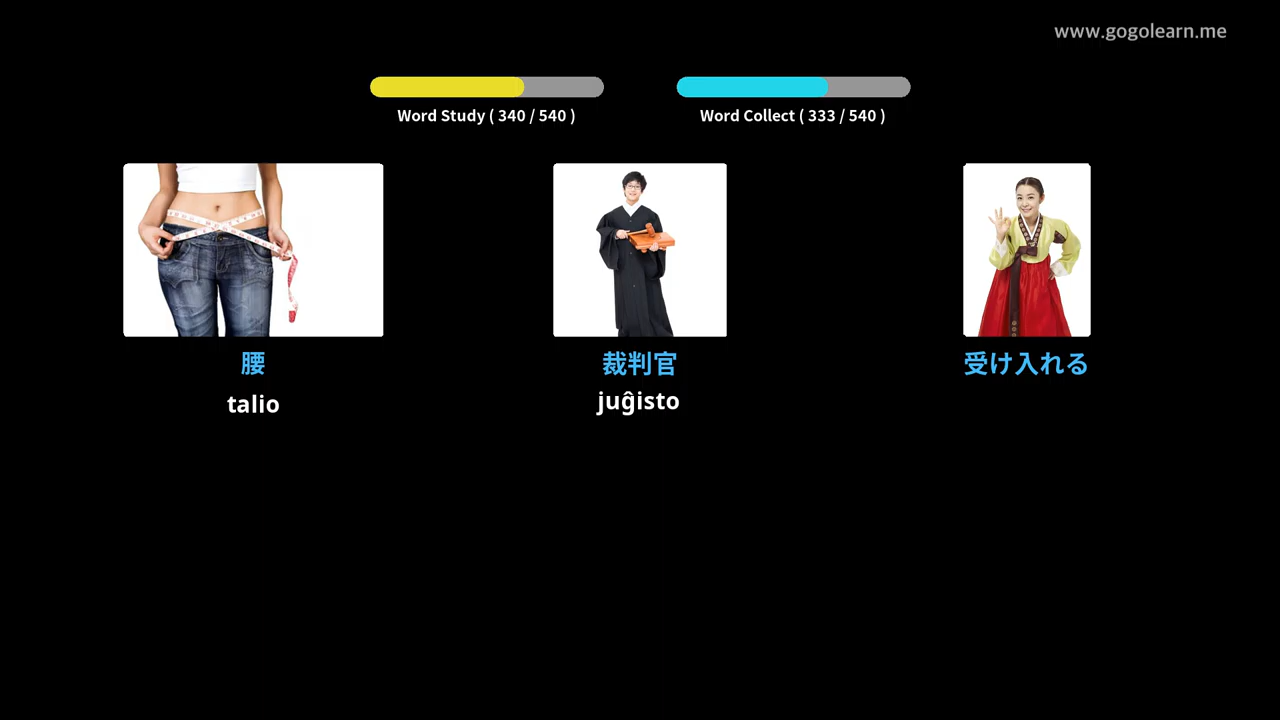 www.gogolearn.me
Word Study ( 340 / 540 )
Word Collect ( 333 / 540 )
腰
裁判官
受け入れる
talio
juĝisto